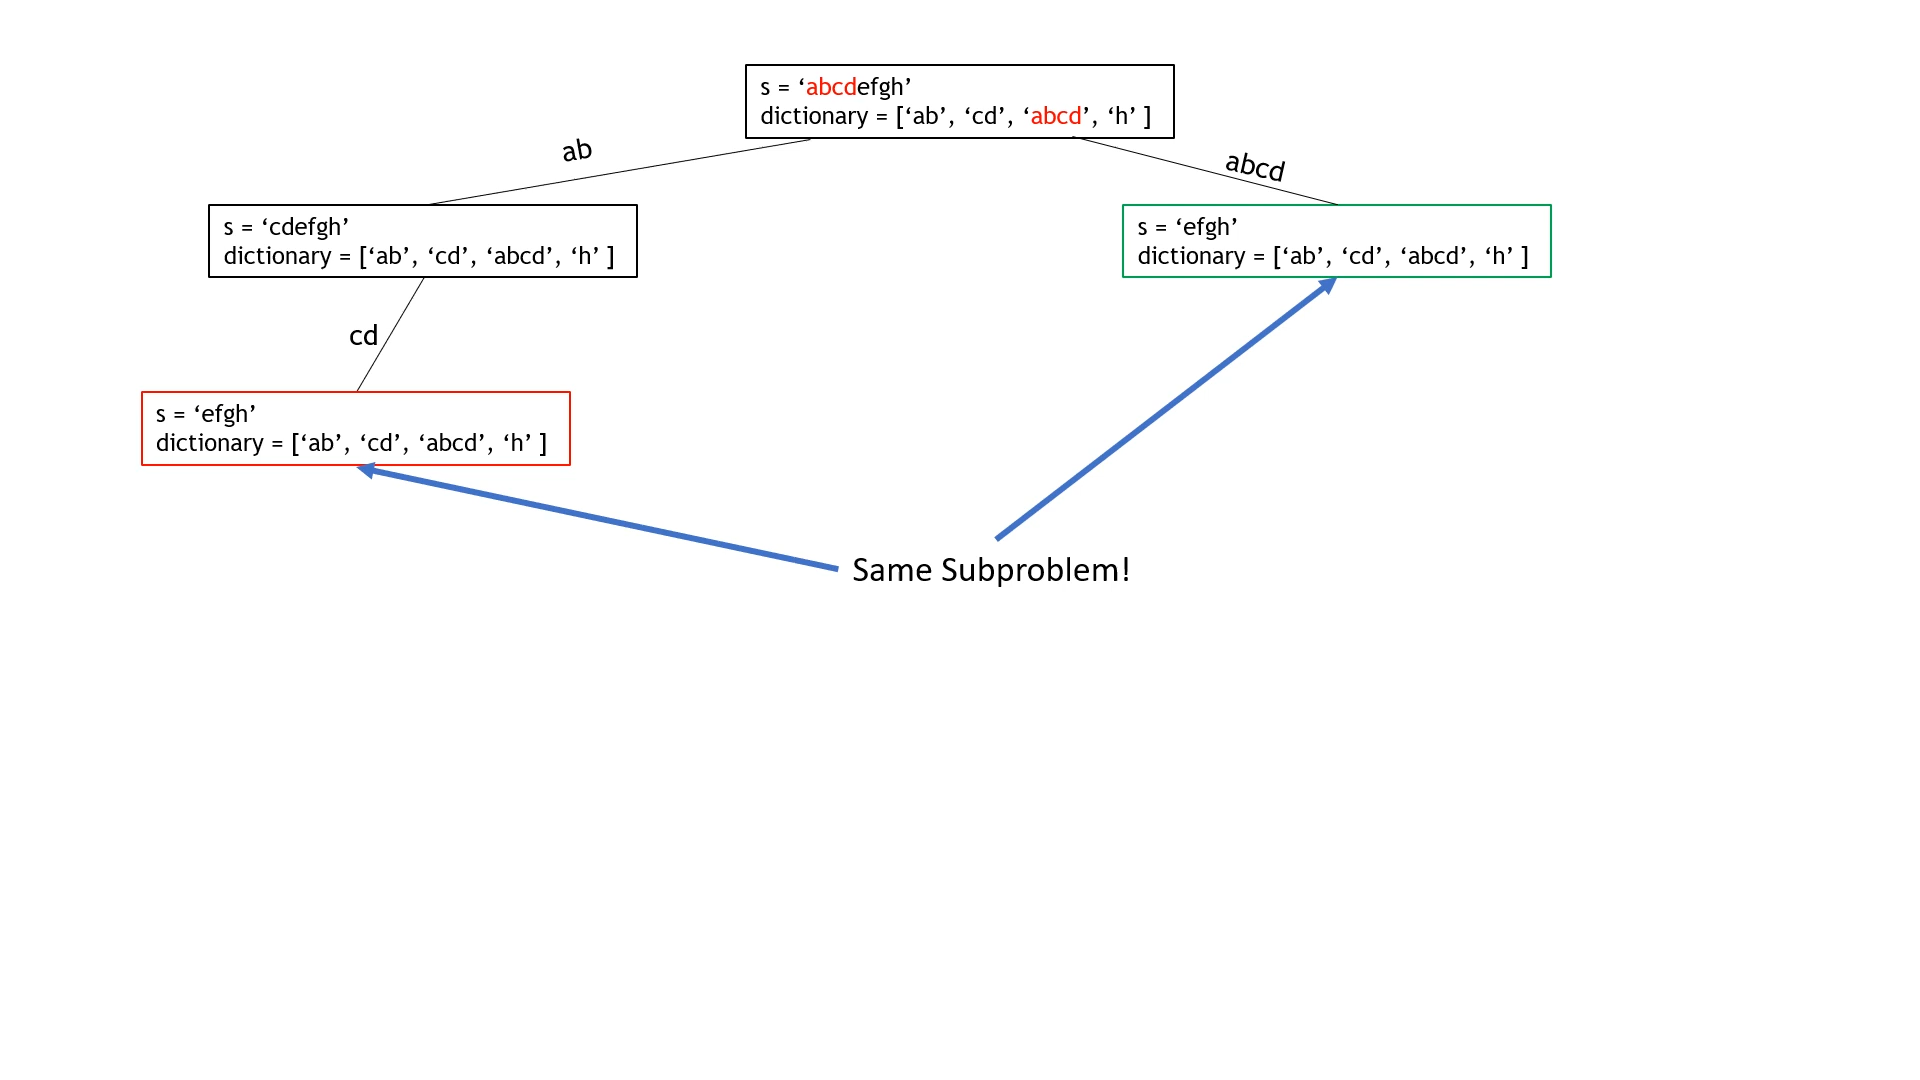 s = ‘abcdefgh’
dictionary = [‘ab’, ‘cd’, ‘abcd’, ‘h’ ]
ab
abcd
s = ‘cdefgh’
dictionary = [‘ab’, ‘cd’, ‘abcd’, ‘h’ ]
s = ‘efgh’
dictionary = [‘ab’, ‘cd’, ‘abcd’, ‘h’ ]
cd
s = ‘efgh’
dictionary = [‘ab’, ‘cd’, ‘abcd’, ‘h’ ]
Same Subproblem!